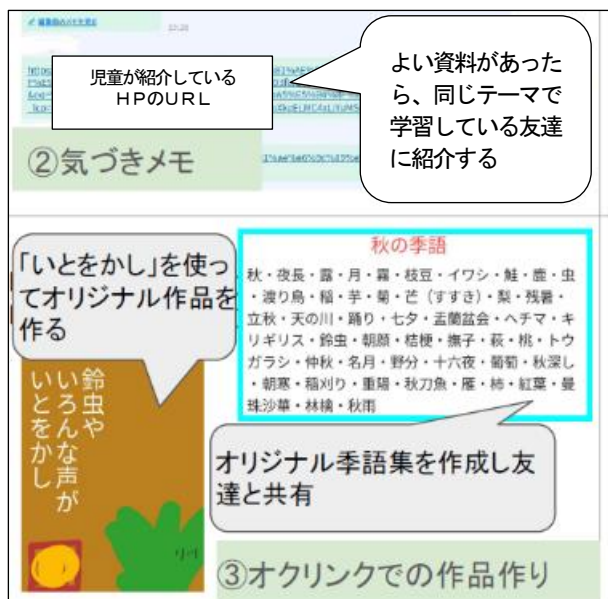 児童が紹介している
ＨＰのＵＲＬ
よい資料があった
ら、同じテーマで
学習している友達
に紹介する
②気づきメモ
「いとをかし」を使っ
てオリジナル作品を
作る
秋の季語
秋・夜長・露・月・霧・枝豆・イワシ・鮭・鹿・虫
・渡り鳥・稲・芋・菊・芒（すすき）・梨・残暑・
立秋・天の川・踊り・七夕・盂蘭盆会・ヘチマ・キ
リギリス・鈴虫・朝顔・桔梗・撫子・萩・桃・トウ
ガラシ・仲秋・名月・野分・十六夜・葡萄・秋深し
・朝寒・稲刈り・重陽・秋刀魚・雁・柿・紅葉・曼
珠沙華・林檎・秋雨
鈴虫や
いろんな声が
いとをかし
オリジナル季語集を作成し友
達と共有
③オクリンクでの作品作り